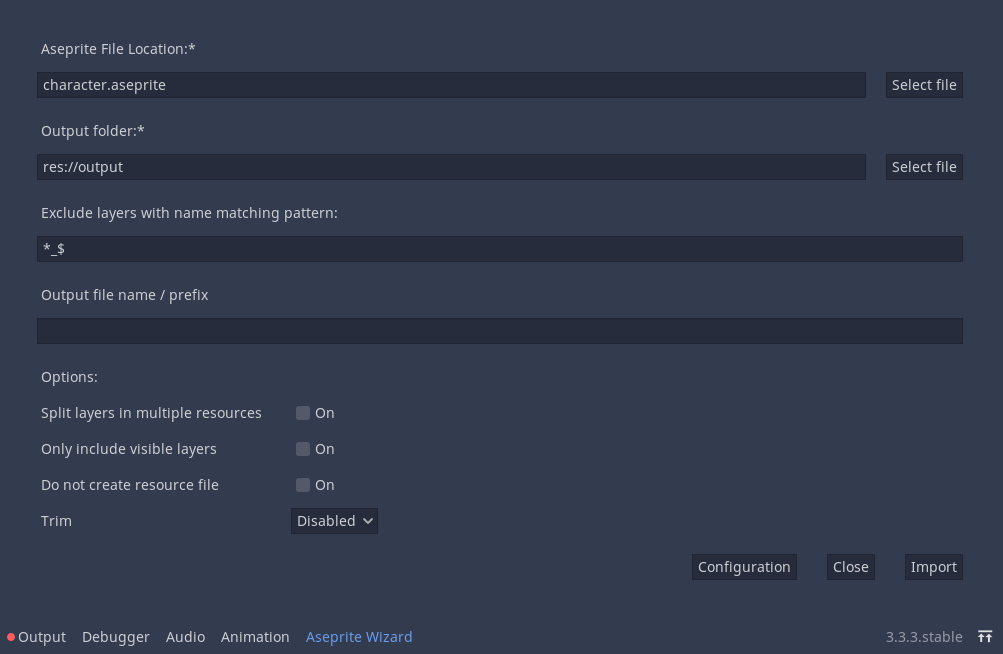 Aseprite File Location:*
character.aseprite Select file
Output folder:*
res://output Select file
Exclude layers with name matching pattern:
*_$
Output file name / prefix
Options:
Split layers in multiple resources On
Only include visible layers On
Do not create resource file On
Trim Disabled
Configuration Close Import
Output Debugger Audio Animation Aseprite Wizard 3.3.3.stable